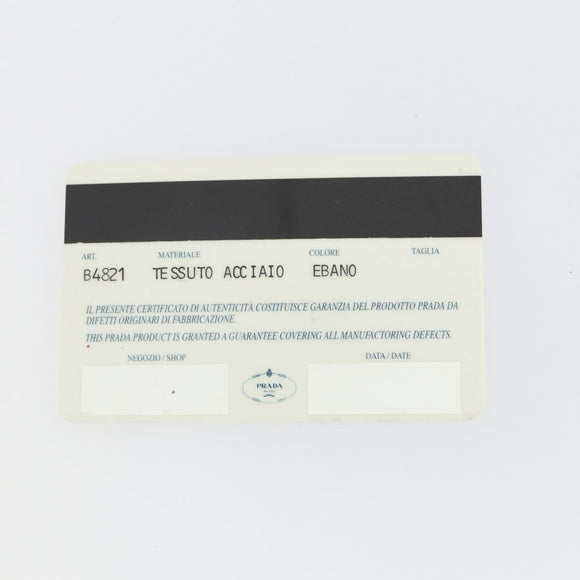 ART. MATERIALE COLORE TAGLIA
B4821 TESSUTO ACCIAIO EBANO
IL PRESENTE CERTIFICATO DI AUTENTICITÀ COSTITUISCE GARANZIA DEL PRODOTTO PRADA DA
DIFETTI ORIGINARI DI FABBRICAZIONE.
THIS PRADA PRODUCT IS GRANTED A GUARANTEE COVERING ALL MANUFACTORING DEFECTS.
NEGOZIO / SHOP DATA / DATE
PRADA
MILANO